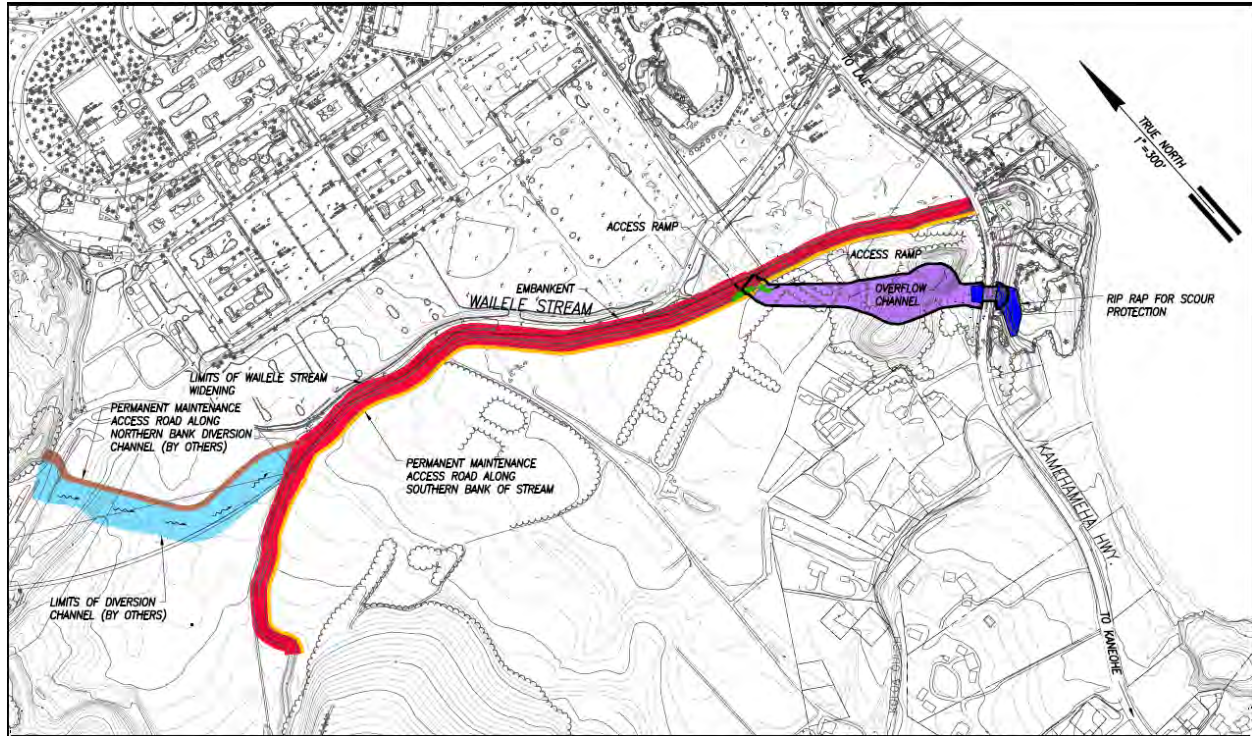 TO LAIE
TRUE NORTH
1"=300'
ACCESS RAMP
ACCESS RAMP
EMBANKENT
WAILELE STREAM
OVERFLOW
CHANNEL
RIP RAP FOR SCOUR
PROTECTION
LIMITS OF WAILELE STREAM
WIDENING
PERMANENT MAINTENANCE
ACCESS ROAD ALONG
NORTHERN BANK DIVERSION
CHANNEL (BY OTHERS)
PERMANENT MAINTENANCE
ACCESS ROAD ALONG
SOUTHERN BANK OF STREAM
KAMEHAMEHA HWY.
LIMITS OF DIVERSION
CHANNEL (BY OTHERS)
TO KANEOHE